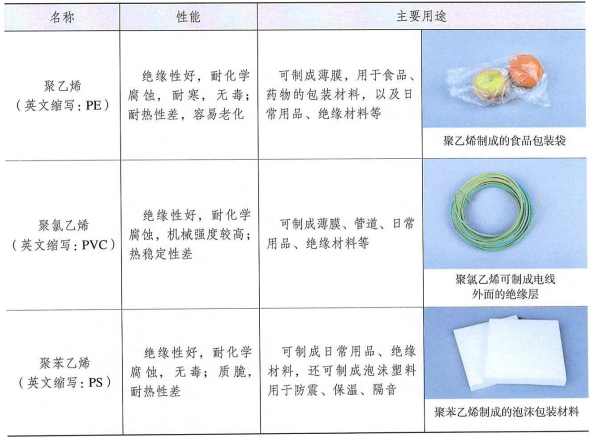 名称
性能
主要用途
聚乙烯
（英文缩写：PE）
绝缘性好，耐化学
腐蚀，耐寒，无毒；
耐热性差，容易老化
可制成薄膜，用于食品、
药物的包装材料，以及日
常用品、绝缘材料等
聚乙烯制成的食品包装袋
聚氯乙烯
（英文缩写：PVC）
绝缘性好，耐化学
腐蚀，机械强度较高；
热稳定性差
可制成薄膜、管道、日常
用品、绝缘材料等
聚氯乙烯可制成电线
外面的绝缘层
聚苯乙烯
（英文缩写：PS）
绝缘性好，耐化学
腐蚀，无毒；质脆，
耐热性差
可制成日常用品、绝缘
材料，还可制成泡沫塑料
用于防震、保温、隔音
聚苯乙烯制成的泡沫包装材料